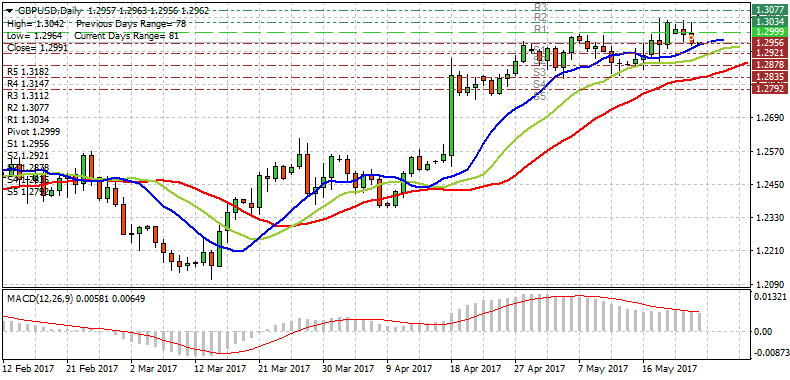 GBPUSD,Daily 1.2957 1.2963 1.2956 1.2962
High= 1.3042 Previous Days Range= 78
Low= 1.2964 Current Days Range= 81
Close= 1.2991
R5 1.3182
R4 1.3147
R3 1.3112
R2 1.3077
R1 1.3034
Pivot 1.2999
S1 1.2956
S2 1.2921
S5
R3
R2
R1
S3
S4
1.3077
1.3034
1.2999
1.2956
1.2921
1.2878
1.2835
1.2792
1.2690
1.2570
1.2450
1.2330
1.2210
1.2090
MACD(12,26,9) 0.00581 0.00649
0.01321
0.00
-0.00873
12 Feb 2017
21 Feb 2017
2 Mar 2017
12 Mar 2017
21 Mar 2017
30 Mar 2017
9 Apr 2017
18 Apr 2017
27 Apr 2017
7 May 2017
16 May 2017